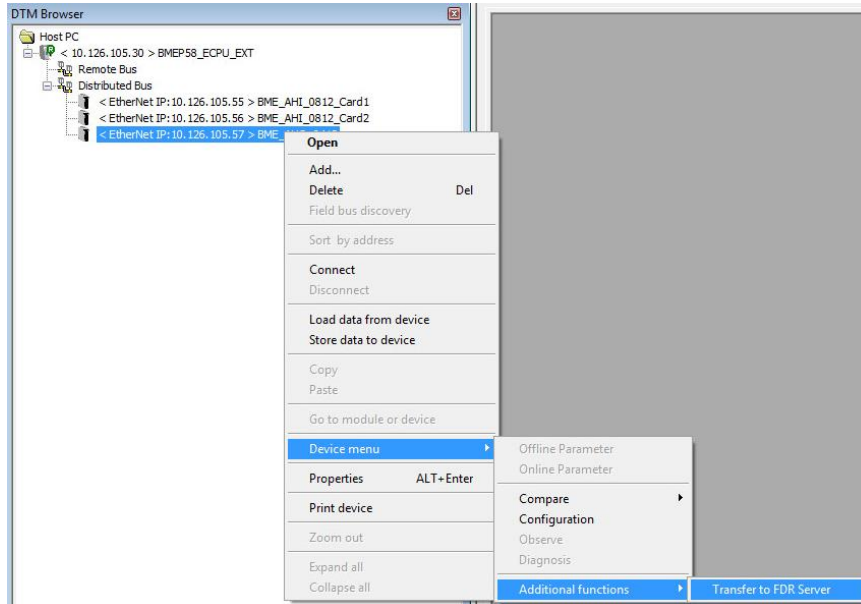 DTM Browser
Host PC
< 10.126.105.30 > BMEP58_ECPU_EXT
Remote Bus
Distributed Bus
< EtherNet IP:10.126.105.55 > BME_AHI_0812_Card1
< EtherNet IP:10.126.105.56 > BME_AHI_0812_Card2
< EtherNet IP:10.126.105.57 > BME_
Open
Add...
Delete Del
Field bus discovery
Sort by address
Connect
Disconnect
Load data from device
Store data to device
Copy
Paste
Go to module or device
Device menu
Offline Parameter
Online Parameter
Properties ALT+Enter
Compare
Print device
Configuration
Zoom out
Observe
Diagnosis
Expand all
Collapse all
Additional functions
Transfer to FDR Server